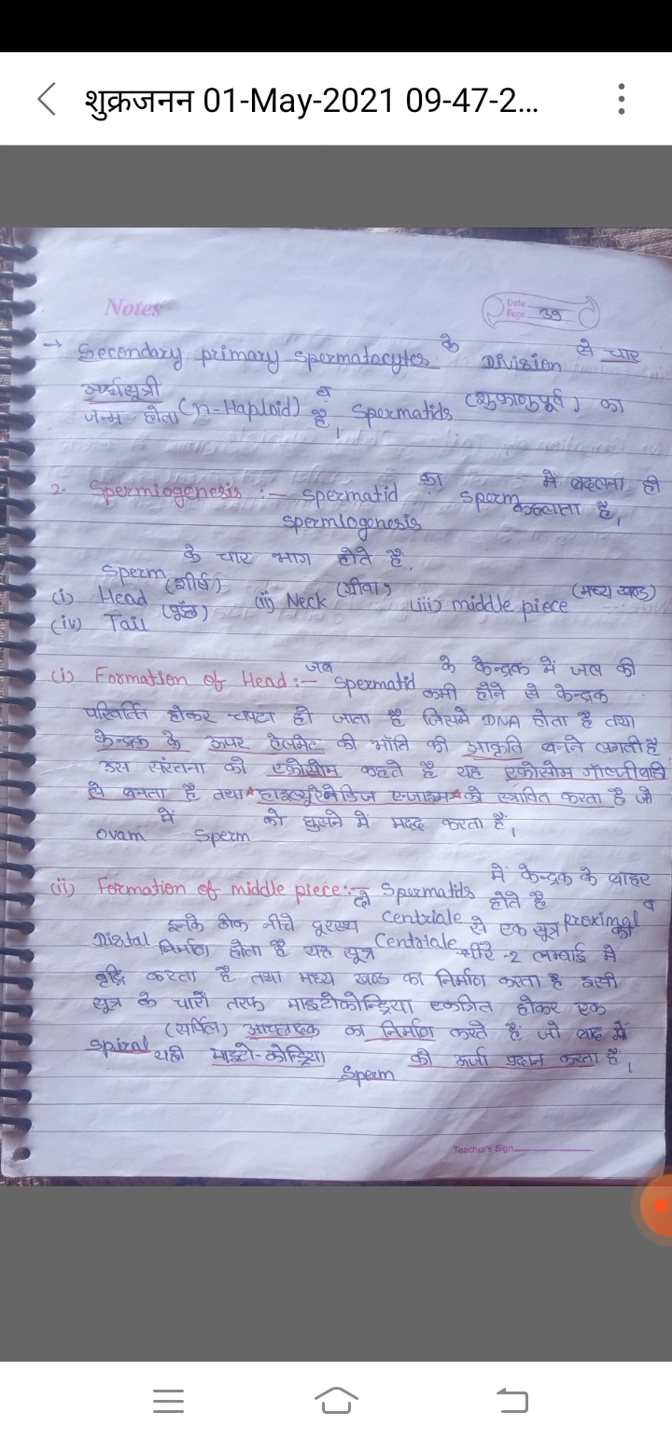 शुक्रजनन 01-May-2021 09-47-2...
Notes
Date
Page 39
→ Secondary primary spermatocytes के Division से चार
अर्धसूत्री (n-Haploid) व Spermatids (शुक्राणुपूर्व) का
जन्म होता है।
2. Spermiogenesis :- spermatid का sperm में बदलना ही
spermiogenesis कहलाता है,
Sperm के चार भाग होते है.
(i) Head (शीर्ष) (ii) Neck (ग्रीवा) (iii) middle piece (मध्य खण्ड)
(iv) Tail (पूंछ)
(i) Formation of Head :- जब Spermatid के केन्द्रक में जल की
कमी होने से केन्द्रक
परिवर्तित होकर चपटा हो जाता है जिसमे DNA होता है तथा
केन्द्रक के ऊपर हेलमेट की भाँति की आकृति बनने लगती है
उस संरचना को एक्रोसोम कहते है यह एक्रोसोम गॉल्जीबाडी
से बनता है तथा एन्जाइम को स्त्रावित करता है जो
ovam में Sperm को घुसने में मदद करता है,
(ii) Formation of middle piece:- दो Spermatids में केन्द्रक के बाहर
होते है व
इसके ठीक नीचे दूरस्थ Centriole से एक सूत्र proximal का
Distal निर्माण होता है यह सूत्र Centriole धीरे-2 लम्बाई मे
वृद्धि करता है तथा मध्य खण्ड का निर्माण करता है इसी
सूत्र के चारों तरफ माइटोकोन्ड्रिया एकत्रित होकर एक
spiral (सर्पिल) का निर्माण करते है जो बाद में
यही माइटो-कोन्ड्रिया Sperm को ऊर्जा प्रदान करता है।
Teacher's Sign